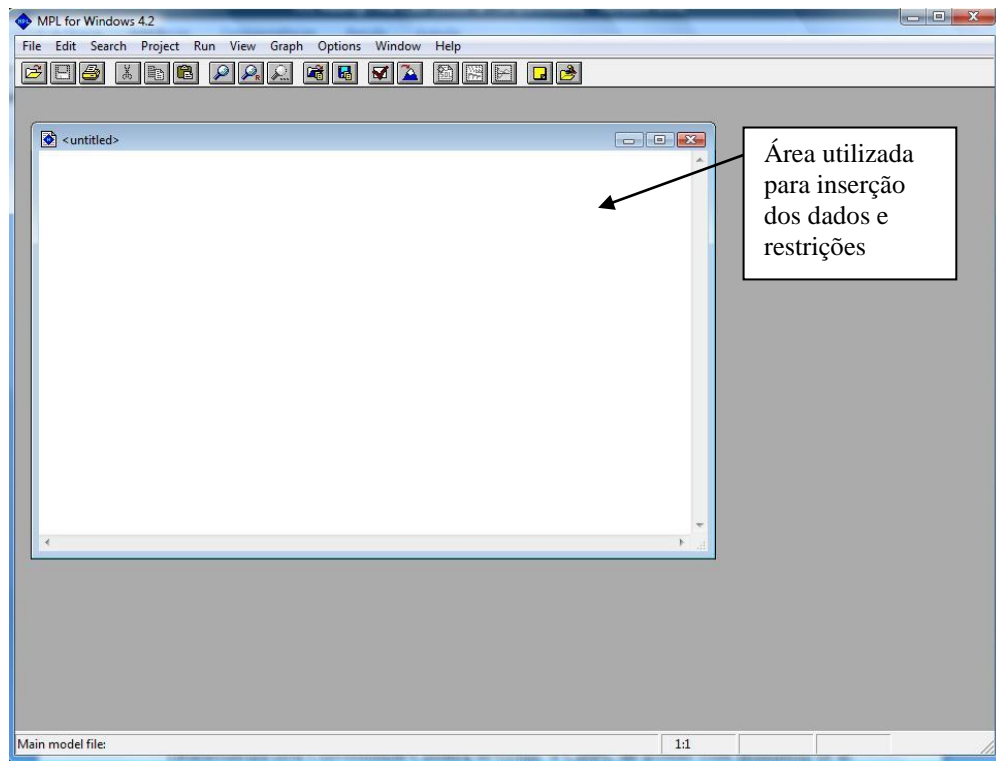 MPL for Windows 4.2
File Edit Search Project Run View Graph Options Window Help
<untitled>
Área utilizada
para inserção
dos dados e
restrições
Main model file:
1:1